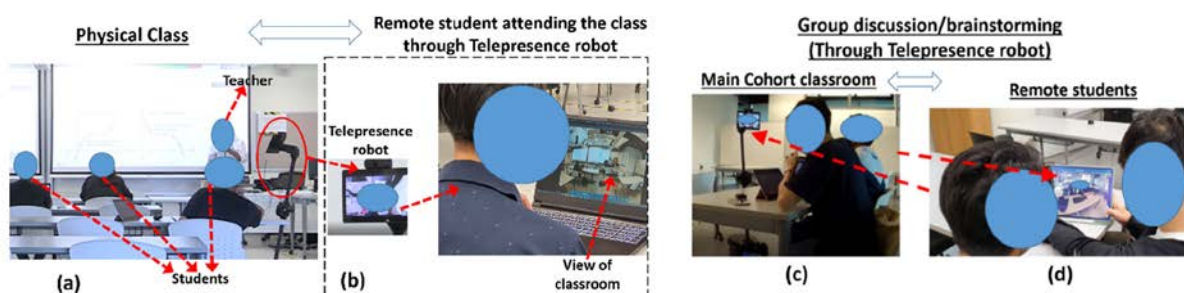 Physical Class
Remote student attending the class
through Telepresence robot
Teacher
Telepresence
robot
Students
View of
classroom
(a)
(b)
Group discussion/brainstorming
(Through Telepresence robot)
Main Cohort classroom
Remote students
(c)
(d)